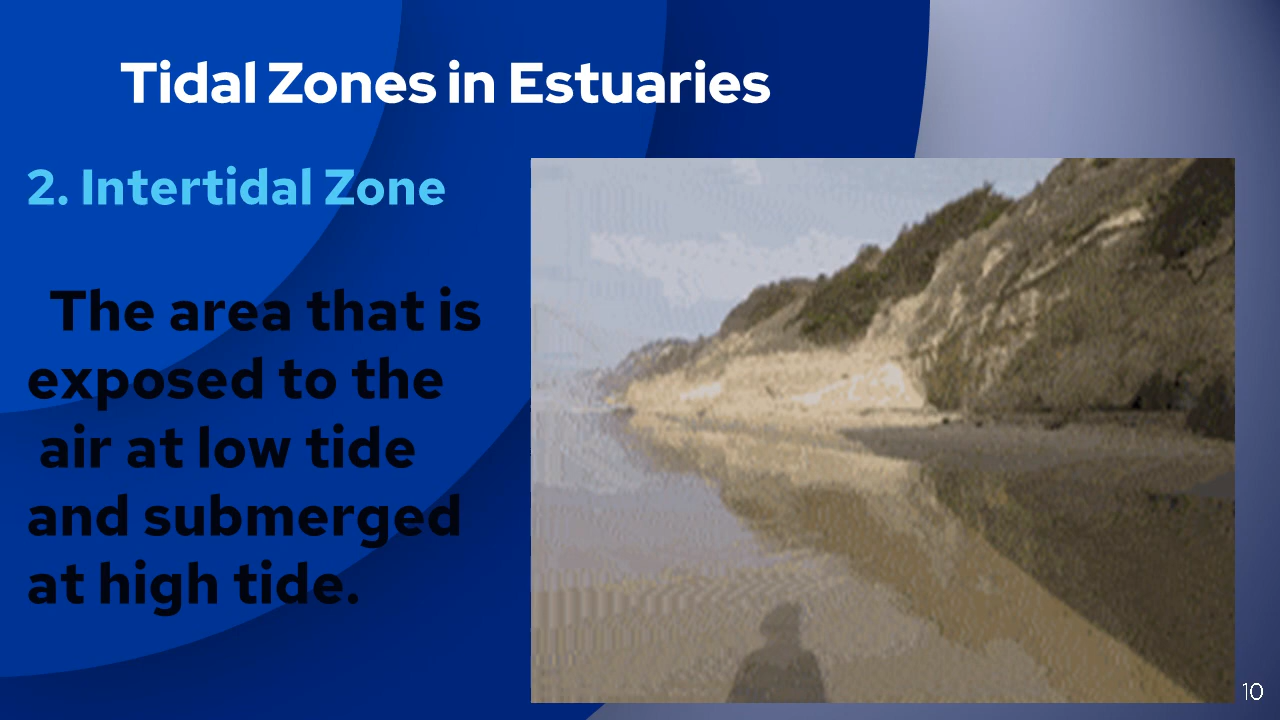 Tidal Zones in Estuaries
2. Intertidal Zone
The area that is
exposed to the
air at low tide
and submerged
at high tide.
10